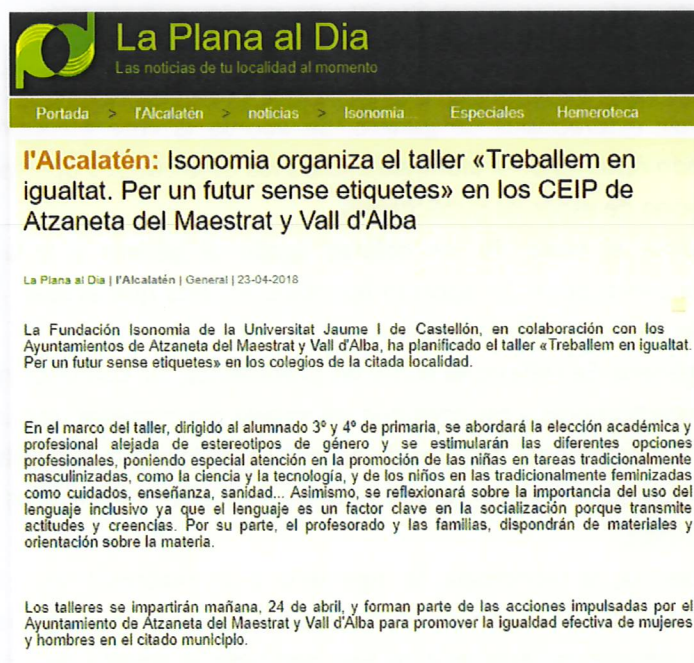 La Plana al Dia
Las noticias de tu localidad al momento
Portada > l'Alcalatén > noticias > Isonomia... Especiales Hemeroteca
l'Alcalatén: Isonomia organiza el taller «Treballem en
igualtat. Per un futur sense etiquetes» en los CEIP de
Atzaneta del Maestrat y Vall d'Alba
La Plana al Dia | l'Alcalatén | General | 23-04-2018
La Fundación Isonomia de la Universitat Jaume I de Castellón, en colaboración con los
Ayuntamientos de Atzaneta del Maestrat y Vall d'Alba, ha planificado el taller «Treballem en igualtat.
Per un futur sense etiquetes» en los colegios de la citada localidad.
En el marco del taller, dirigido al alumnado 3º y 4º de primaria, se abordará la elección académica y
profesional alejada de estereotipos de género y se estimularán las diferentes opciones
profesionales, poniendo especial atención en la promoción de las niñas en tareas tradicionalmente
masculinizadas, como la ciencia y la tecnología, y de los niños en las tradicionalmente feminizadas
como cuidados, enseñanza, sanidad... Asimismo, se reflexionará sobre la importancia del uso del
lenguaje inclusivo ya que el lenguaje es un factor clave en la socialización porque transmite
actitudes y creencias. Por su parte, el profesorado y las familias, dispondrán de materiales y
orientación sobre la materia.
Los talleres se impartirán mañana, 24 de abril, y forman parte de las acciones impulsadas por el
Ayuntamiento de Atzaneta del Maestrat y Vall d'Alba para promover la igualdad efectiva de mujeres
y hombres en el citado municipio.